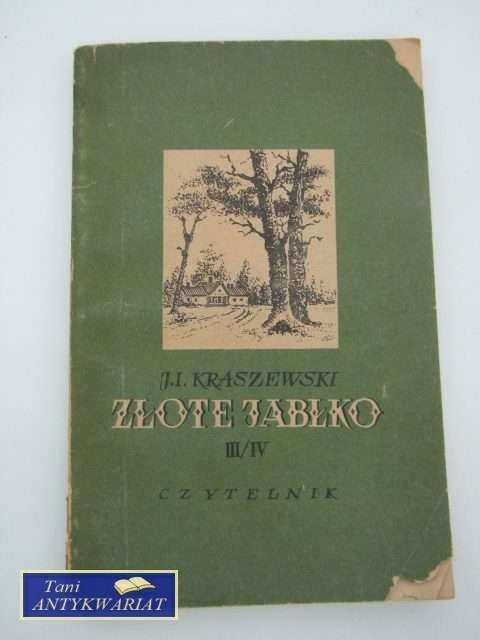 J.I. KRASZEWSKI
ZŁOTE JABŁKO
III/IV
CZYTELNIK
Tani
ANTYKWARIAT